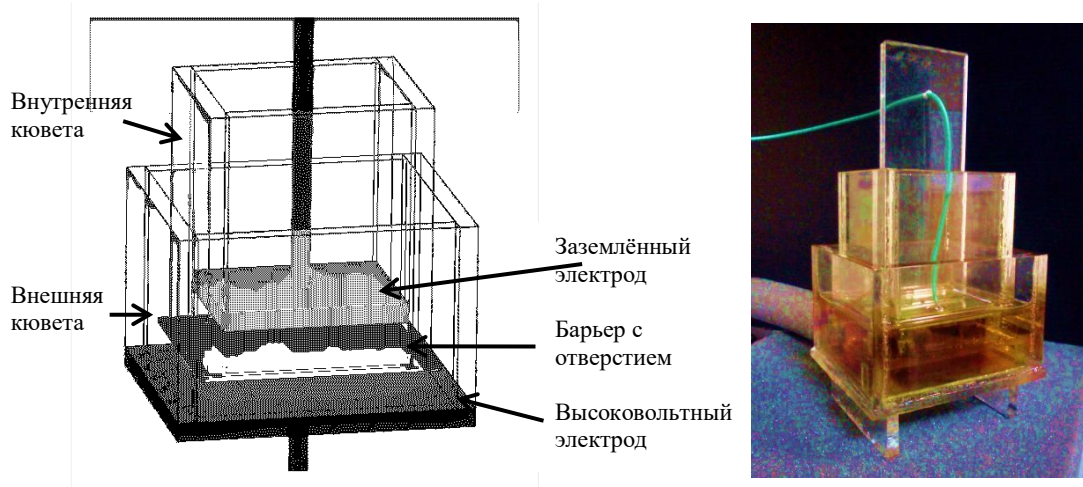 Внутренняя
кювета
Заземлённый
электрод
Внешняя
кювета
Барьер с
отверстием
Высоковольтный
электрод